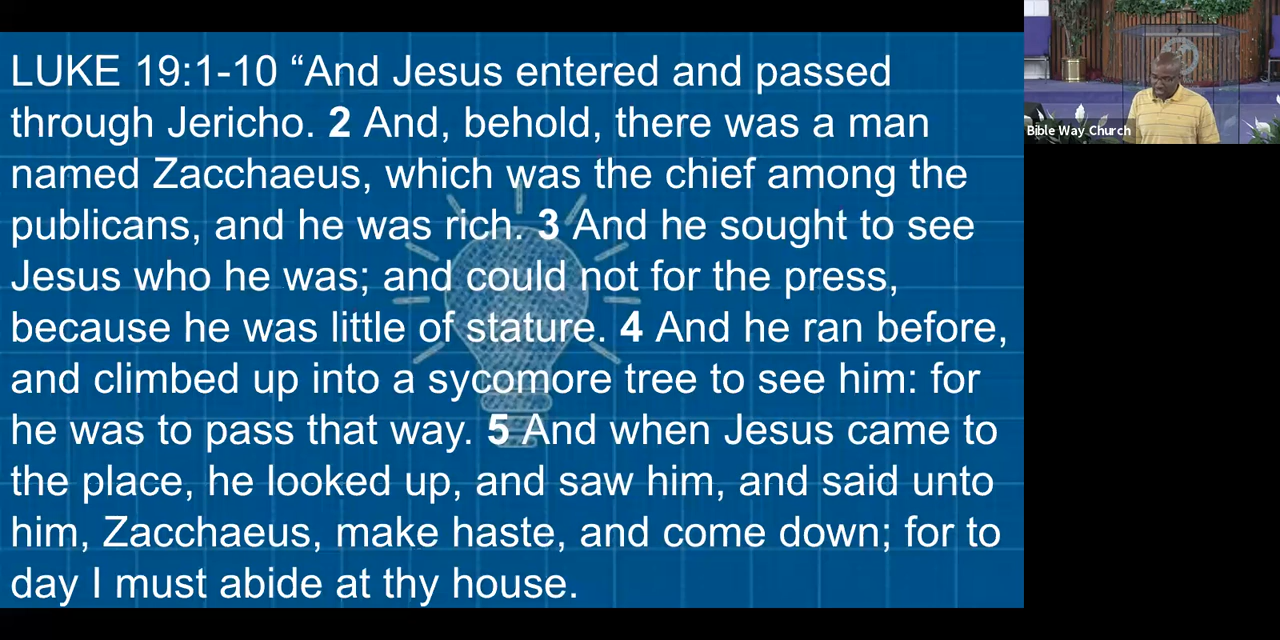 LUKE 19:1-10 “And Jesus entered and passed
through Jericho. 2 And, behold, there was a man
named Zacchaeus, which was the chief among the
publicans, and he was rich. 3 And he sought to see
Jesus who he was; and could not for the press,
because he was little of stature. 4 And he ran before,
and climbed up into a sycomore tree to see him: for
he was to pass that way. 5 And when Jesus came to
the place, he looked up, and saw him, and said unto
him, Zacchaeus, make haste, and come down; for to
day I must abide at thy house.
Bible Way Church